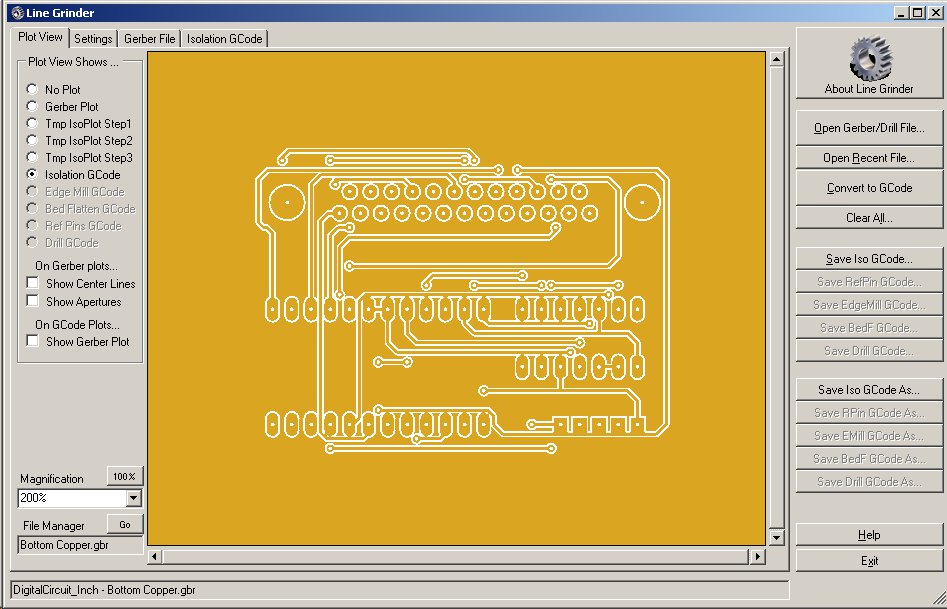 Line Grinder
Plot View
Settings
Gerber File
Isolation GCode
Plot View Shows ...
No Plot
Gerber Plot
Tmp IsoPlot Step1
Tmp IsoPlot Step2
Tmp IsoPlot Step3
Isolation GCode
Edge Mill GCode
Bed Flatten GCode
Ref Pins GCode
Drill GCode
On Gerber plots...
Show Center Lines
Show Apertures
On GCode Plots...
Show Gerber Plot
Magnification
100%
200%
File Manager
Go
Bottom Copper.gbr
About Line Grinder
Open Gerber/Drill File...
Open Recent File...
Convert to GCode
Clear All...
Save Iso GCode...
Save RefPin GCode...
Save EdgeMill GCode...
Save BedF GCode...
Save Drill GCode...
Save Iso GCode As...
Save RPin GCode As...
Save EMill GCode As...
Save BedF GCode As...
Save Drill GCode As...
Help
Exit
DigitalCircuit_Inch - Bottom Copper.gbr